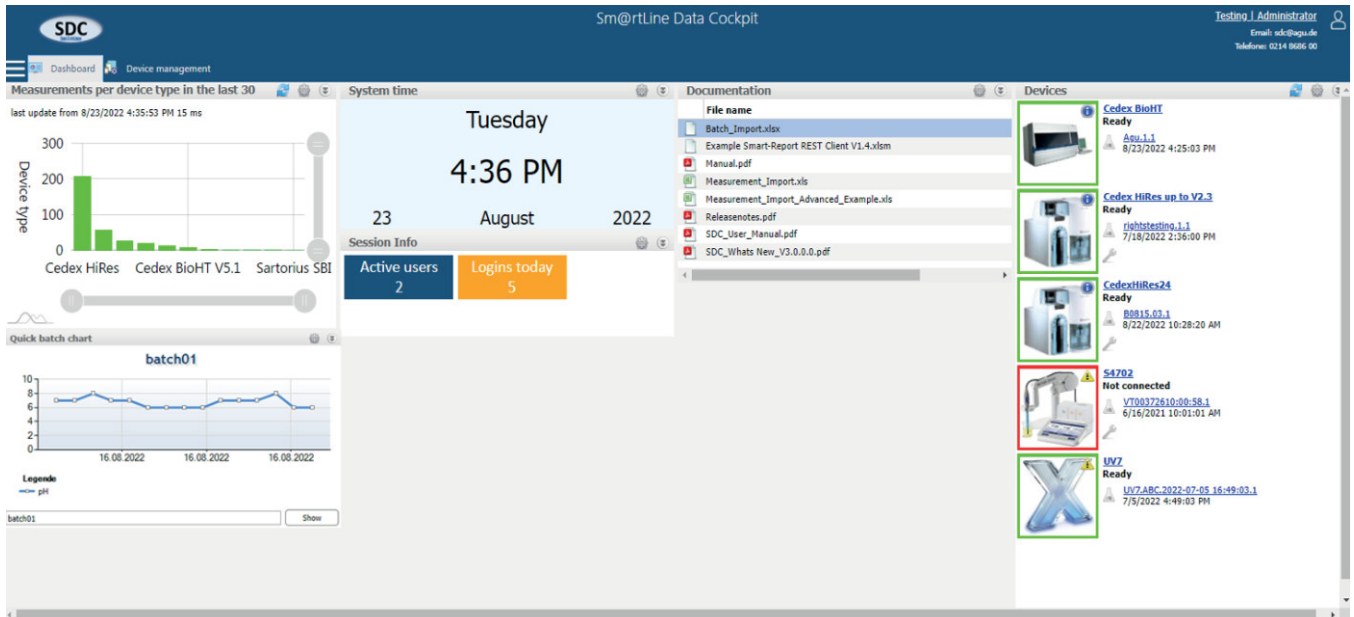 SDC
Sm@rtLine Data Cockpit
Testing | Administrator
Email: sdc@agu.de
Telefone: 0214 8686 00
Dashboard
Device management
Measurements per device type in the last 30
last update from 8/23/2022 4:35:53 PM 15 ms
Device type
300
200
100
0
Cedex HiRes Cedex BioHT V5.1 Sartorius SBI
Quick batch chart
batch01
10
8
6
4
2
0
16.08.2022 16.08.2022 16.08.2022
Legende
pH
batch01
Show
System time
Tuesday
4:36 PM
23 August 2022
Session Info
Active users
2
Logins today
5
Documentation
File name
Batch_Import.xlsx
Example Smart-Report REST Client V1.4.xlsm
Manual.pdf
Measurement_Import.xls
Measurement_Import_Advanced_Example.xls
Releasenotes.pdf
SDC_User_Manual.pdf
SDC_Whats New_V3.0.0.0.pdf
Devices
Cedex BioHT
Ready
Agu.1.1
8/23/2022 4:25:03 PM
Cedex HiRes up to V2.3
Ready
rightstesting.1.1
7/18/2022 2:36:00 PM
CedexHiRes24
Ready
B0815.03.1
8/22/2022 10:28:20 AM
S4702
Not connected
VT00372610:00:58.1
6/16/2021 10:01:01 AM
UV7
Ready
UV7.ABC.2022-07-05 16:49:03.1
7/5/2022 4:49:03 PM